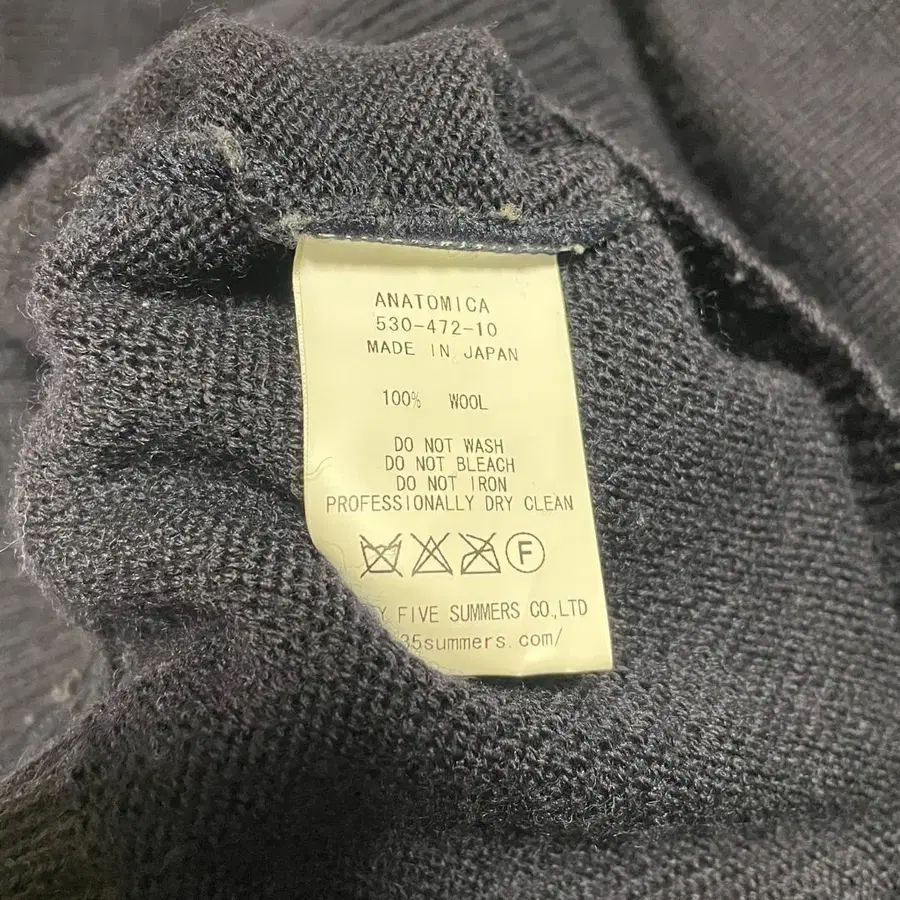 ANATOMICA
530-472-10
MADE IN JAPAN
100% WOOL
DO NOT WASH
DO NOT BLEACH
DO NOT IRON
PROFESSIONALLY DRY CLEAN
F
FIVE SUMMERS CO.,LTD
35summers.com/